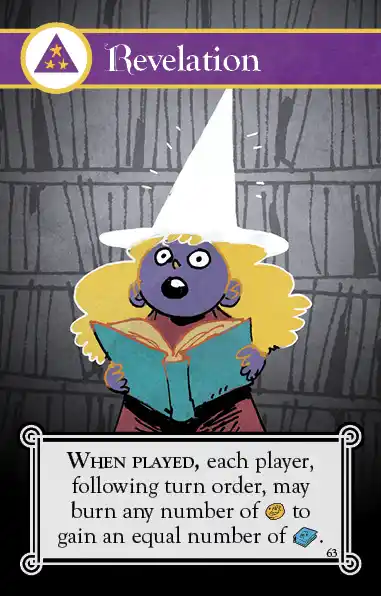 Revelation
WHEN PLAYED, each player,
following turn order, may
burn any number of to
gain an equal number of .
63